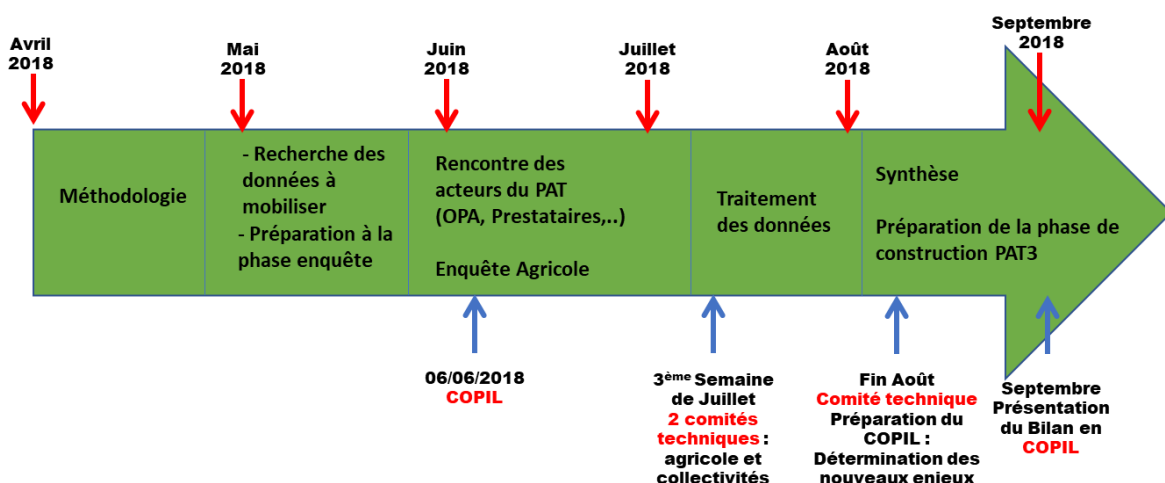 Avril
2018
Mai
2018
Juin
2018
Juillet
2018
Août
2018
Septembre
2018
Méthodologie
- Recherche des
données à
mobiliser
- Préparation à la
phase enquête
Rencontre des
acteurs du PAT
(OPA, Prestataires,..)
Enquête Agricole
Traitement
des données
Synthèse
Préparation de la phase de
construction PAT3
06/06/2018
COPIL
3ème Semaine
de Juillet
2 comités
techniques :
agricole et
collectivités
Fin Août
Comité technique
Préparation du
COPIL :
Détermination des
nouveaux enjeux
Septembre
Présentation
du Bilan en
COPIL